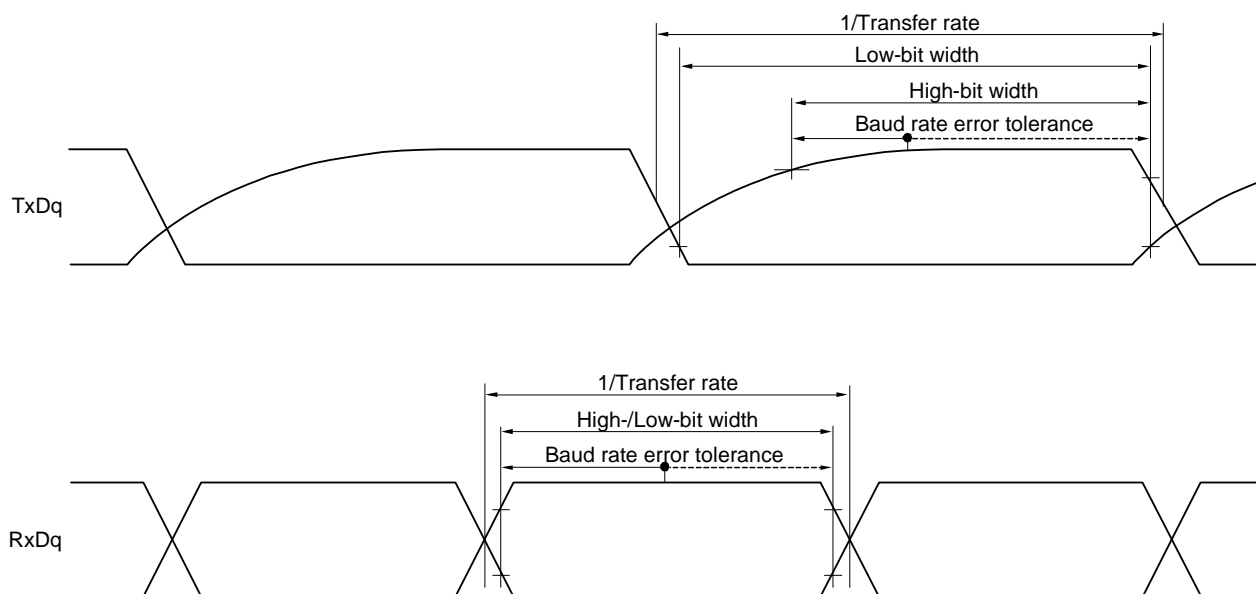 1/Transfer rate
Low-bit width
High-bit width
Baud rate error tolerance
TxDq
1/Transfer rate
High-/Low-bit width
Baud rate error tolerance
RxDq